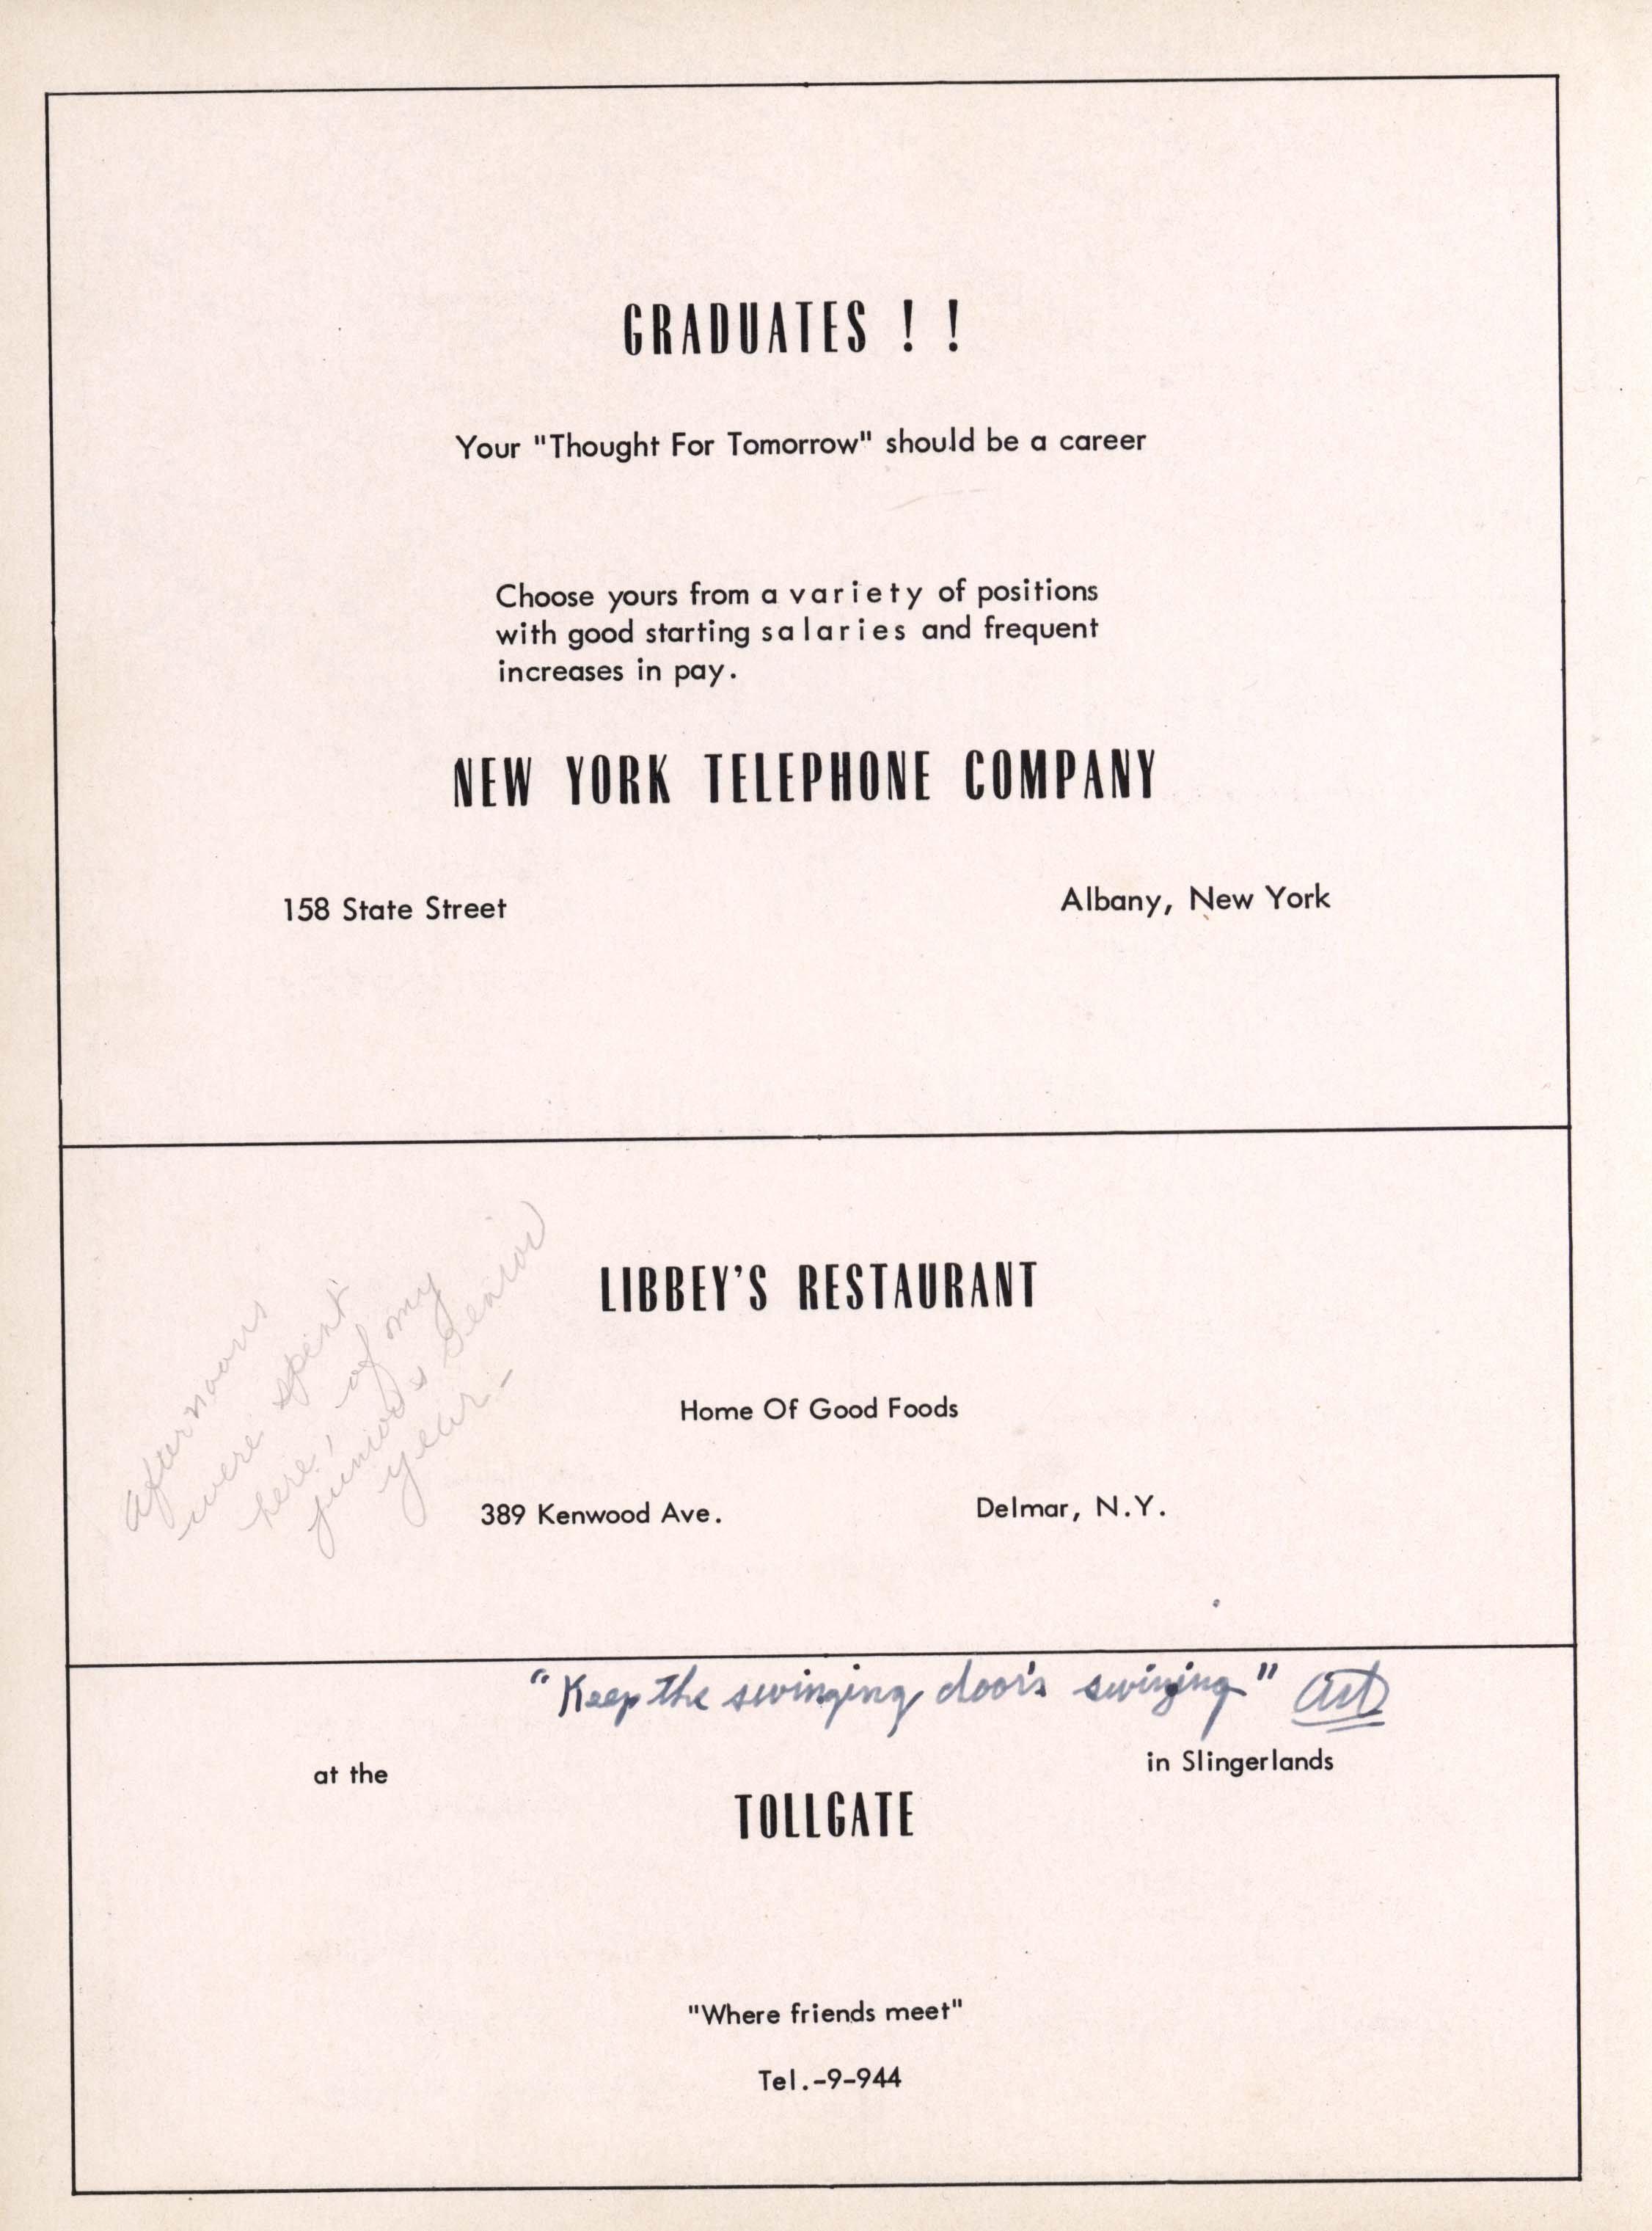 GRADUATES ! !
Your "Thought For Tomorrow" should be a career
Choose yours from a variety of positions
with good starting salaries and frequent
increases in pay.
NEW YORK TELEPHONE COMPANY
158 State Street Albany, New York
afternoons
were spent
here! of my
junior & senior
year -
LIBBEY'S RESTAURANT
Home Of Good Foods
389 Kenwood Ave. Delmar, N.Y.
"Keep the swinging door's swinging" Art
at the in Slingerlands
TOLLGATE
"Where friends meet"
Tel.-9-944